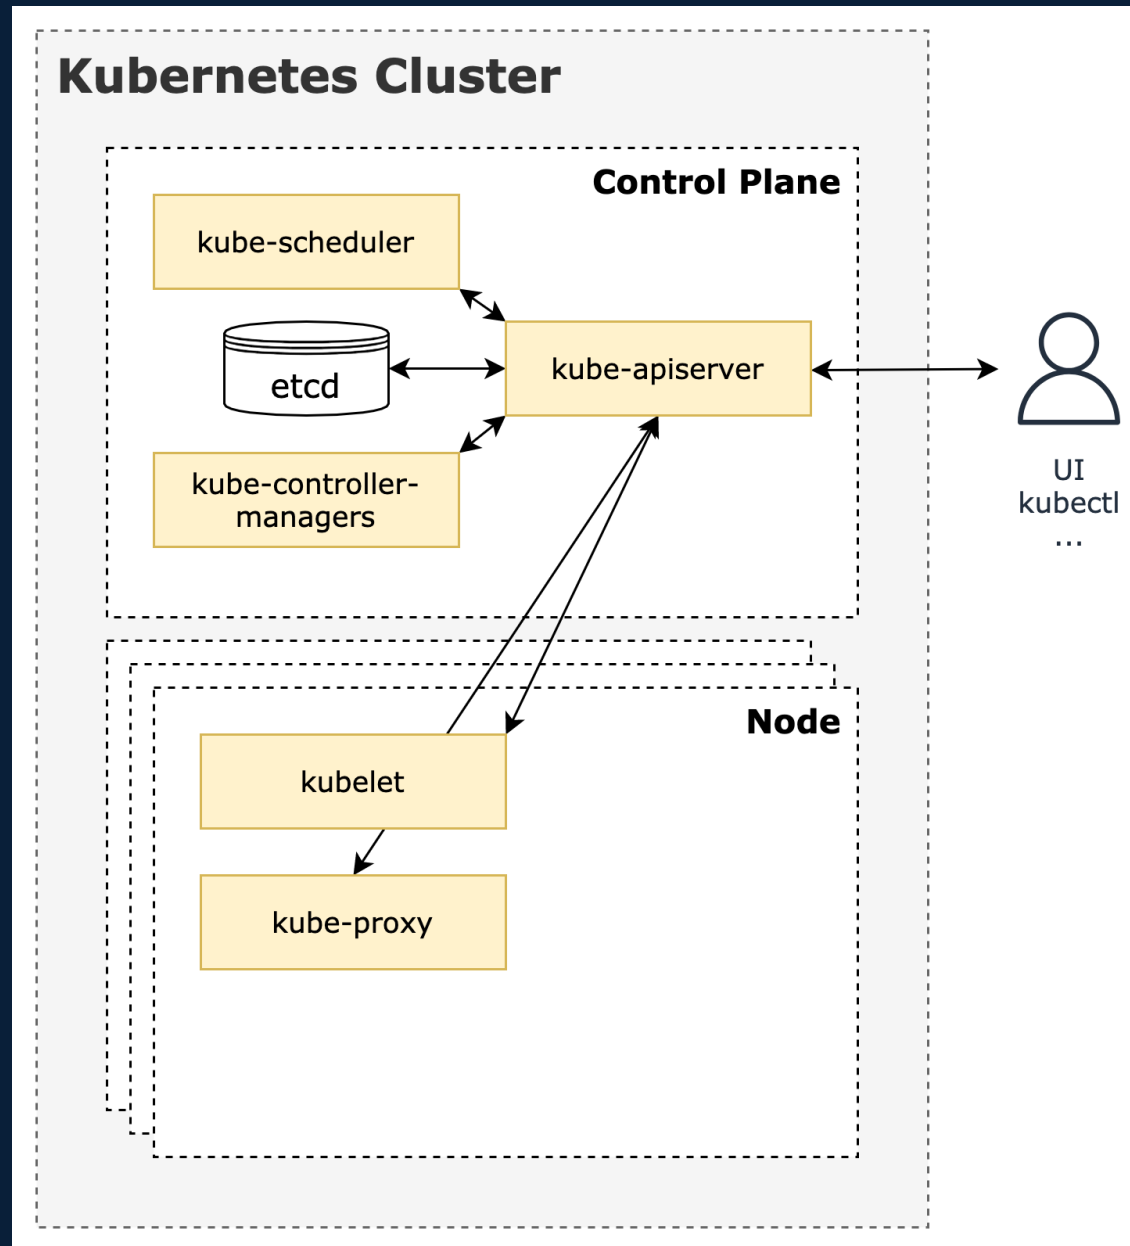 Kubernetes Cluster
Control Plane
kube-scheduler
etcd
kube-apiserver
kube-controller-
managers
UI
kubectl
...
Node
kubelet
kube-proxy